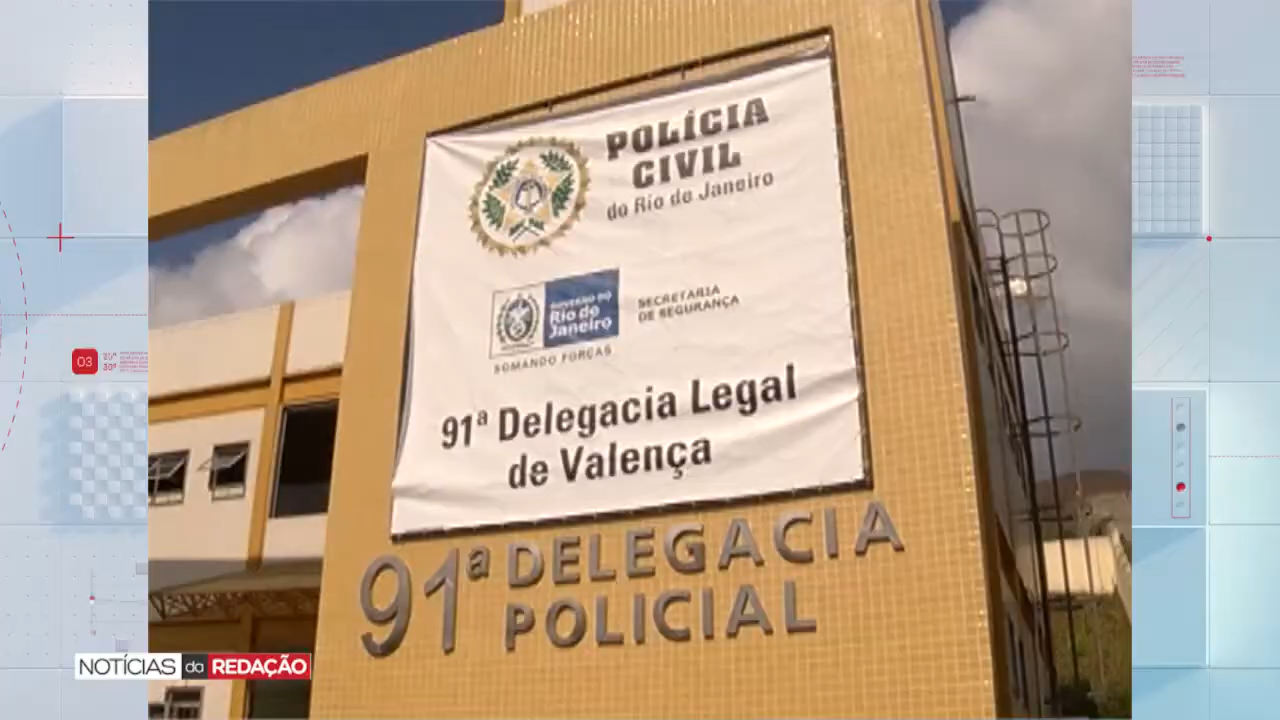 POLÍCIA
CIVIL
do Rio de Janeiro
GOVERNO DO
Rio de
Janeiro
SECRETARIA
DE SEGURANÇA
SOMANDO FORÇAS
91ª Delegacia Legal
de Valença
91ª DELEGACIA
POLICIAL
03
NOTÍCIAS da REDAÇÃO